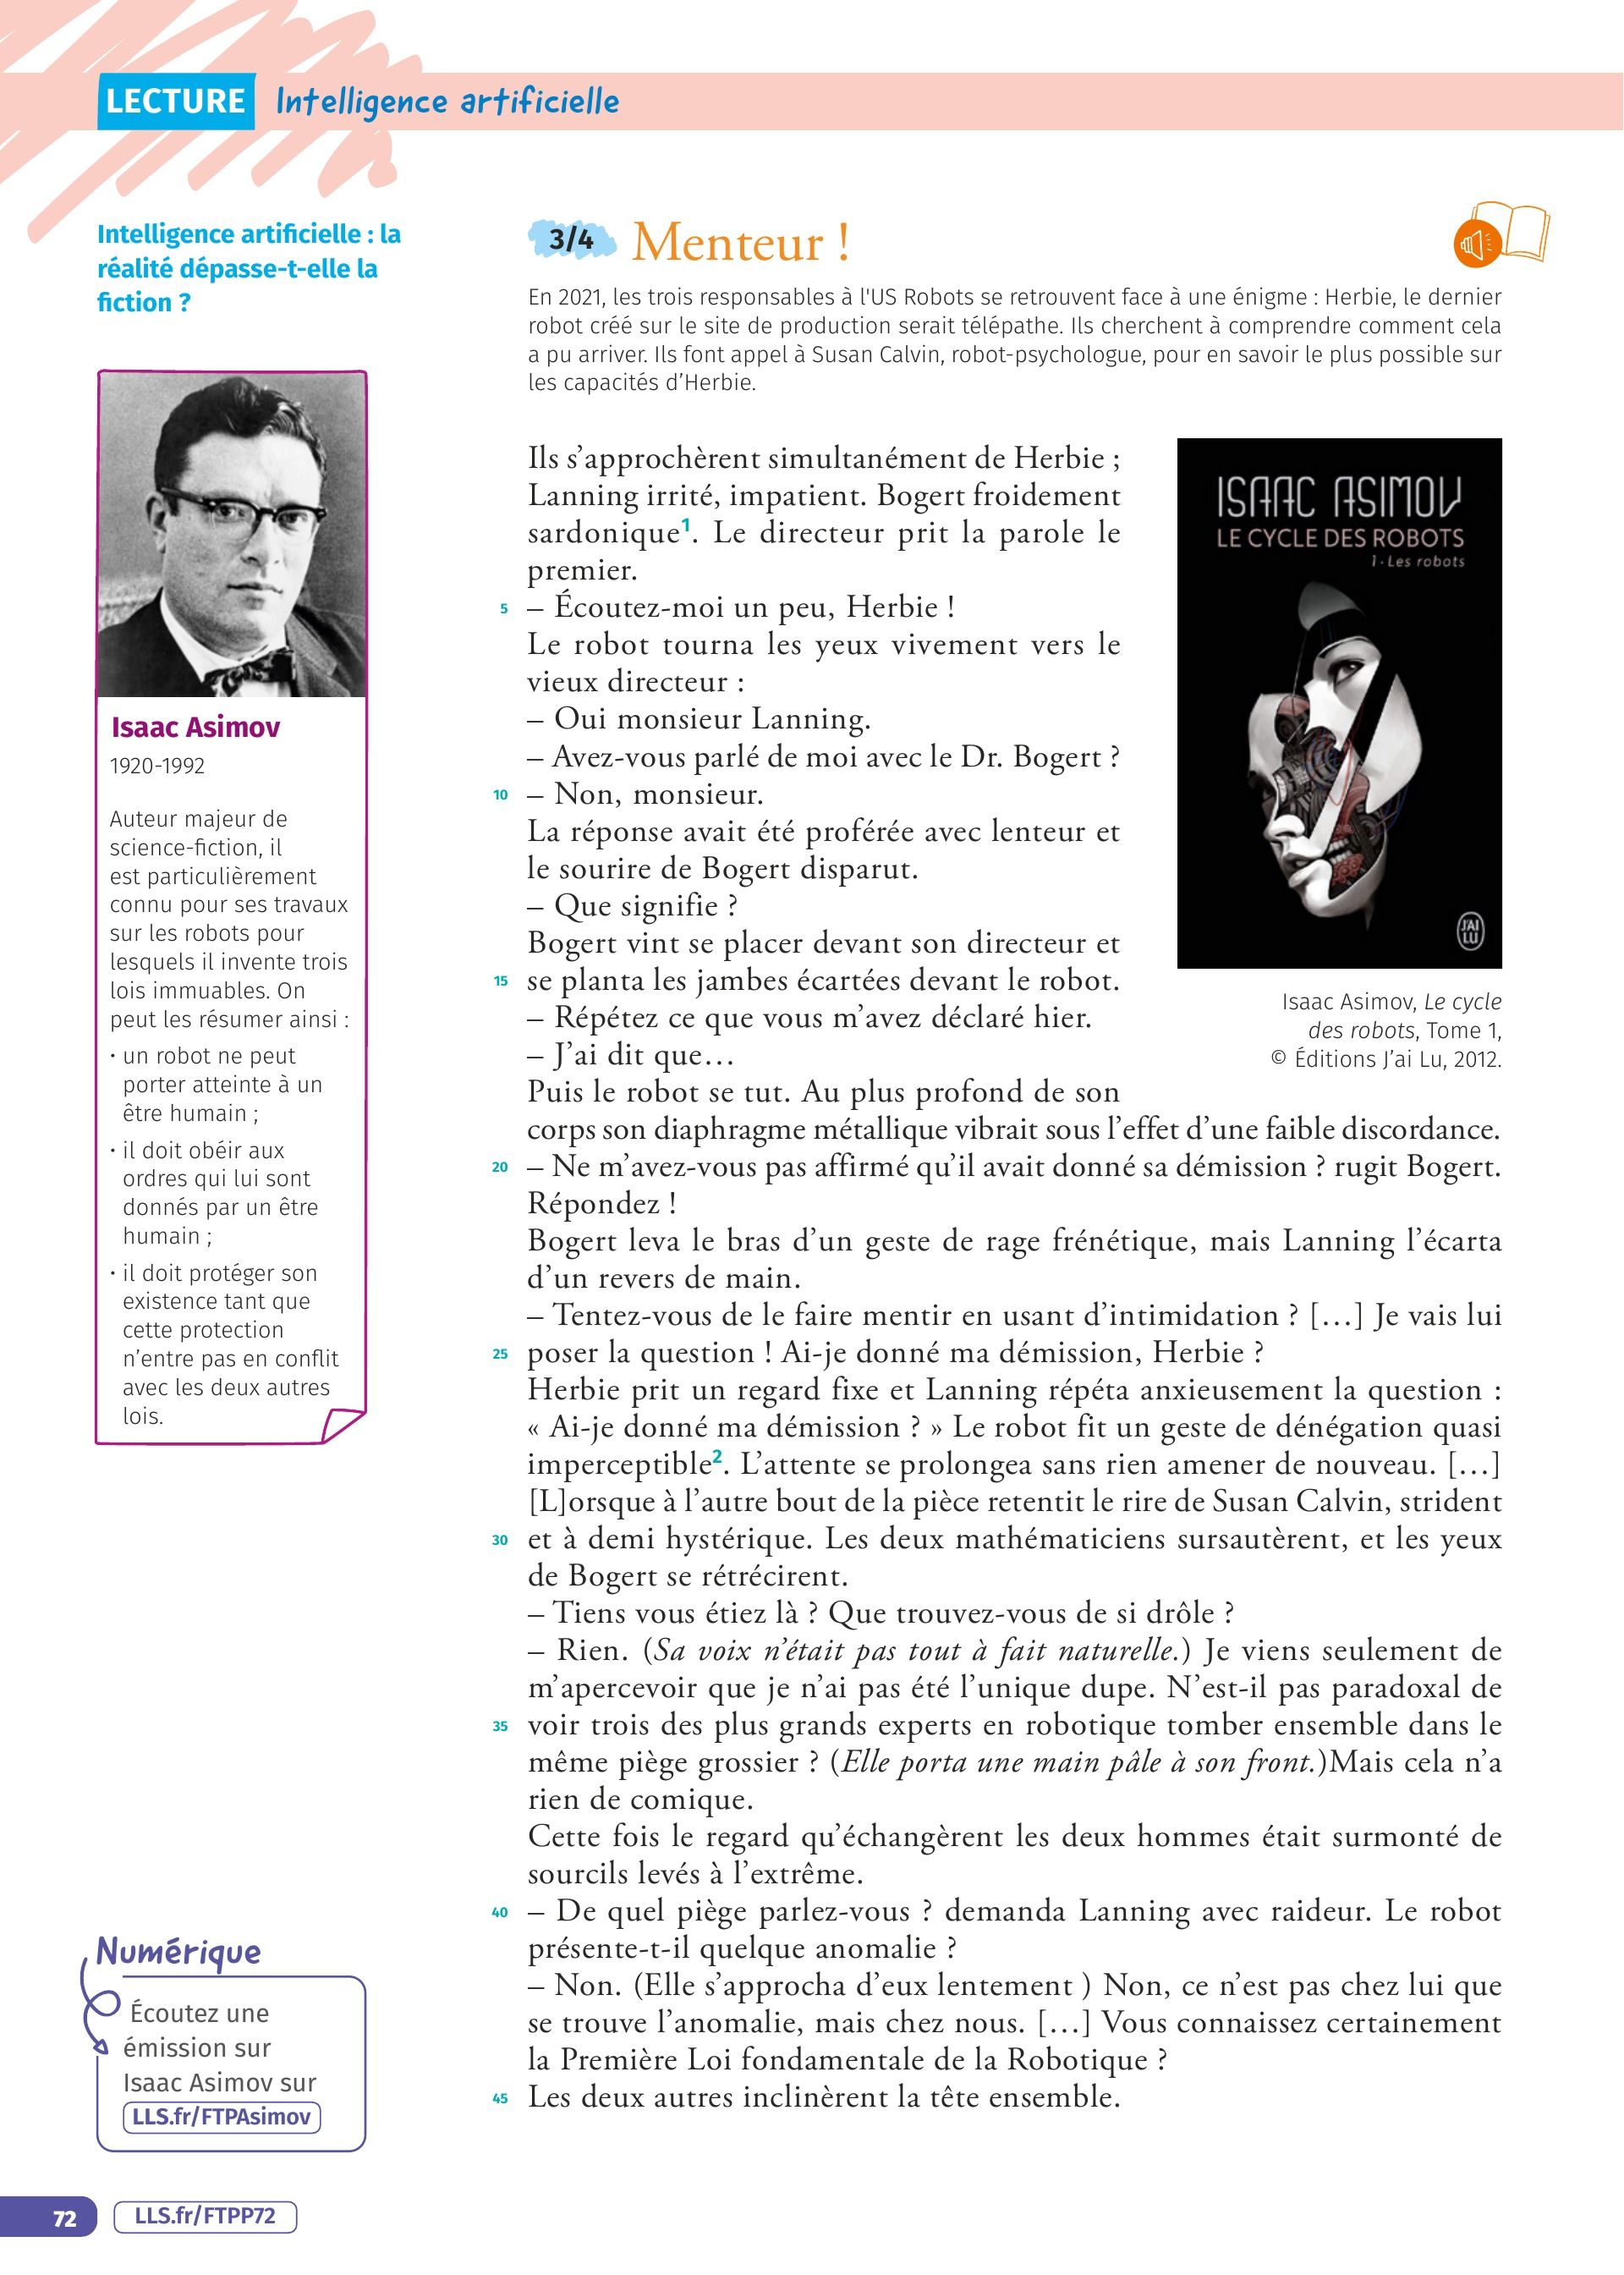 LECTURE Intelligence artificielle
Intelligence artificielle : la
réalité dépasse-t-elle la
fiction ?
Isaac Asimov
1920-1992
Auteur majeur de
science-fiction, il
est particulièrement
connu pour ses travaux
sur les robots pour
lesquels il invente trois
lois immuables. On
peut les résumer ainsi :
· un robot ne peut
porter atteinte à un
être humain ;
· il doit obéir aux
ordres qui lui sont
donnés par un être
humain ;
· il doit protéger son
existence tant que
cette protection
n'entre pas en conflit
avec les deux autres
lois.
Numérique
Écoutez une
émission sur
Isaac Asimov sur
LLS.fr/FTPAsimov
3/4 Menteur !
En 2021, les trois responsables à l'US Robots se retrouvent face à une énigme : Herbie, le dernier
robot créé sur le site de production serait télépathe. Ils cherchent à comprendre comment cela
a pu arriver. Ils font appel à Susan Calvin, robot-psychologue, pour en savoir le plus possible sur
les capacités d'Herbie.
Ils s'approchèrent simultanément de Herbie ;
Lanning irrité, impatient. Bogert froidement
sardonique1. Le directeur prit la parole le
premier.
5 – Écoutez-moi un peu, Herbie !
Le robot tourna les yeux vivement vers le
vieux directeur :
– Oui monsieur Lanning.
– Avez-vous parlé de moi avec le Dr. Bogert ?
10 – Non, monsieur.
La réponse avait été proférée avec lenteur et
le sourire de Bogert disparut.
– Que signifie ?
Bogert vint se placer devant son directeur et
15 se planta les jambes écartées devant le robot.
– Répétez ce que vous m'avez déclaré hier.
– J'ai dit que…
Puis le robot se tut. Au plus profond de son
corps son diaphragme métallique vibrait sous l'effet d'une faible discordance.
20 – Ne m'avez-vous pas affirmé qu'il avait donné sa démission ? rugit Bogert.
Répondez !
Bogert leva le bras d'un geste de rage frénétique, mais Lanning l'écarta
d'un revers de main.
– Tentez-vous de le faire mentir en usant d'intimidation ? […] Je vais lui
25 poser la question ! Ai-je donné ma démission, Herbie ?
Herbie prit un regard fixe et Lanning répéta anxieusement la question :
« Ai-je donné ma démission ? » Le robot fit un geste de dénégation quasi
imperceptible2. L'attente se prolongea sans rien amener de nouveau. […]
[L]orsque à l'autre bout de la pièce retentit le rire de Susan Calvin, strident
30 et à demi hystérique. Les deux mathématiciens sursautèrent, et les yeux
de Bogert se rétrécirent.
– Tiens vous étiez là ? Que trouvez-vous de si drôle ?
– Rien. (Sa voix n'était pas tout à fait naturelle.) Je viens seulement de
m'apercevoir que je n'ai pas été l'unique dupe. N'est-il pas paradoxal de
35 voir trois des plus grands experts en robotique tomber ensemble dans le
même piège grossier ? (Elle porta une main pâle à son front.)Mais cela n'a
rien de comique.
Cette fois le regard qu'échangèrent les deux hommes était surmonté de
sourcils levés à l'extrême.
40 – De quel piège parlez-vous ? demanda Lanning avec raideur. Le robot
présente-t-il quelque anomalie ?
– Non. (Elle s'approcha d'eux lentement ) Non, ce n'est pas chez lui que
se trouve l'anomalie, mais chez nous. […] Vous connaissez certainement
la Première Loi fondamentale de la Robotique ?
45 Les deux autres inclinèrent la tête ensemble.
ISAAC ASIMOV
LE CYCLE DES ROBOTS
1 · Les robots
J'AI
LU
Isaac Asimov, Le cycle
des robots, Tome 1,
© Éditions J'ai Lu, 2012.
72 LLS.fr/FTPP72